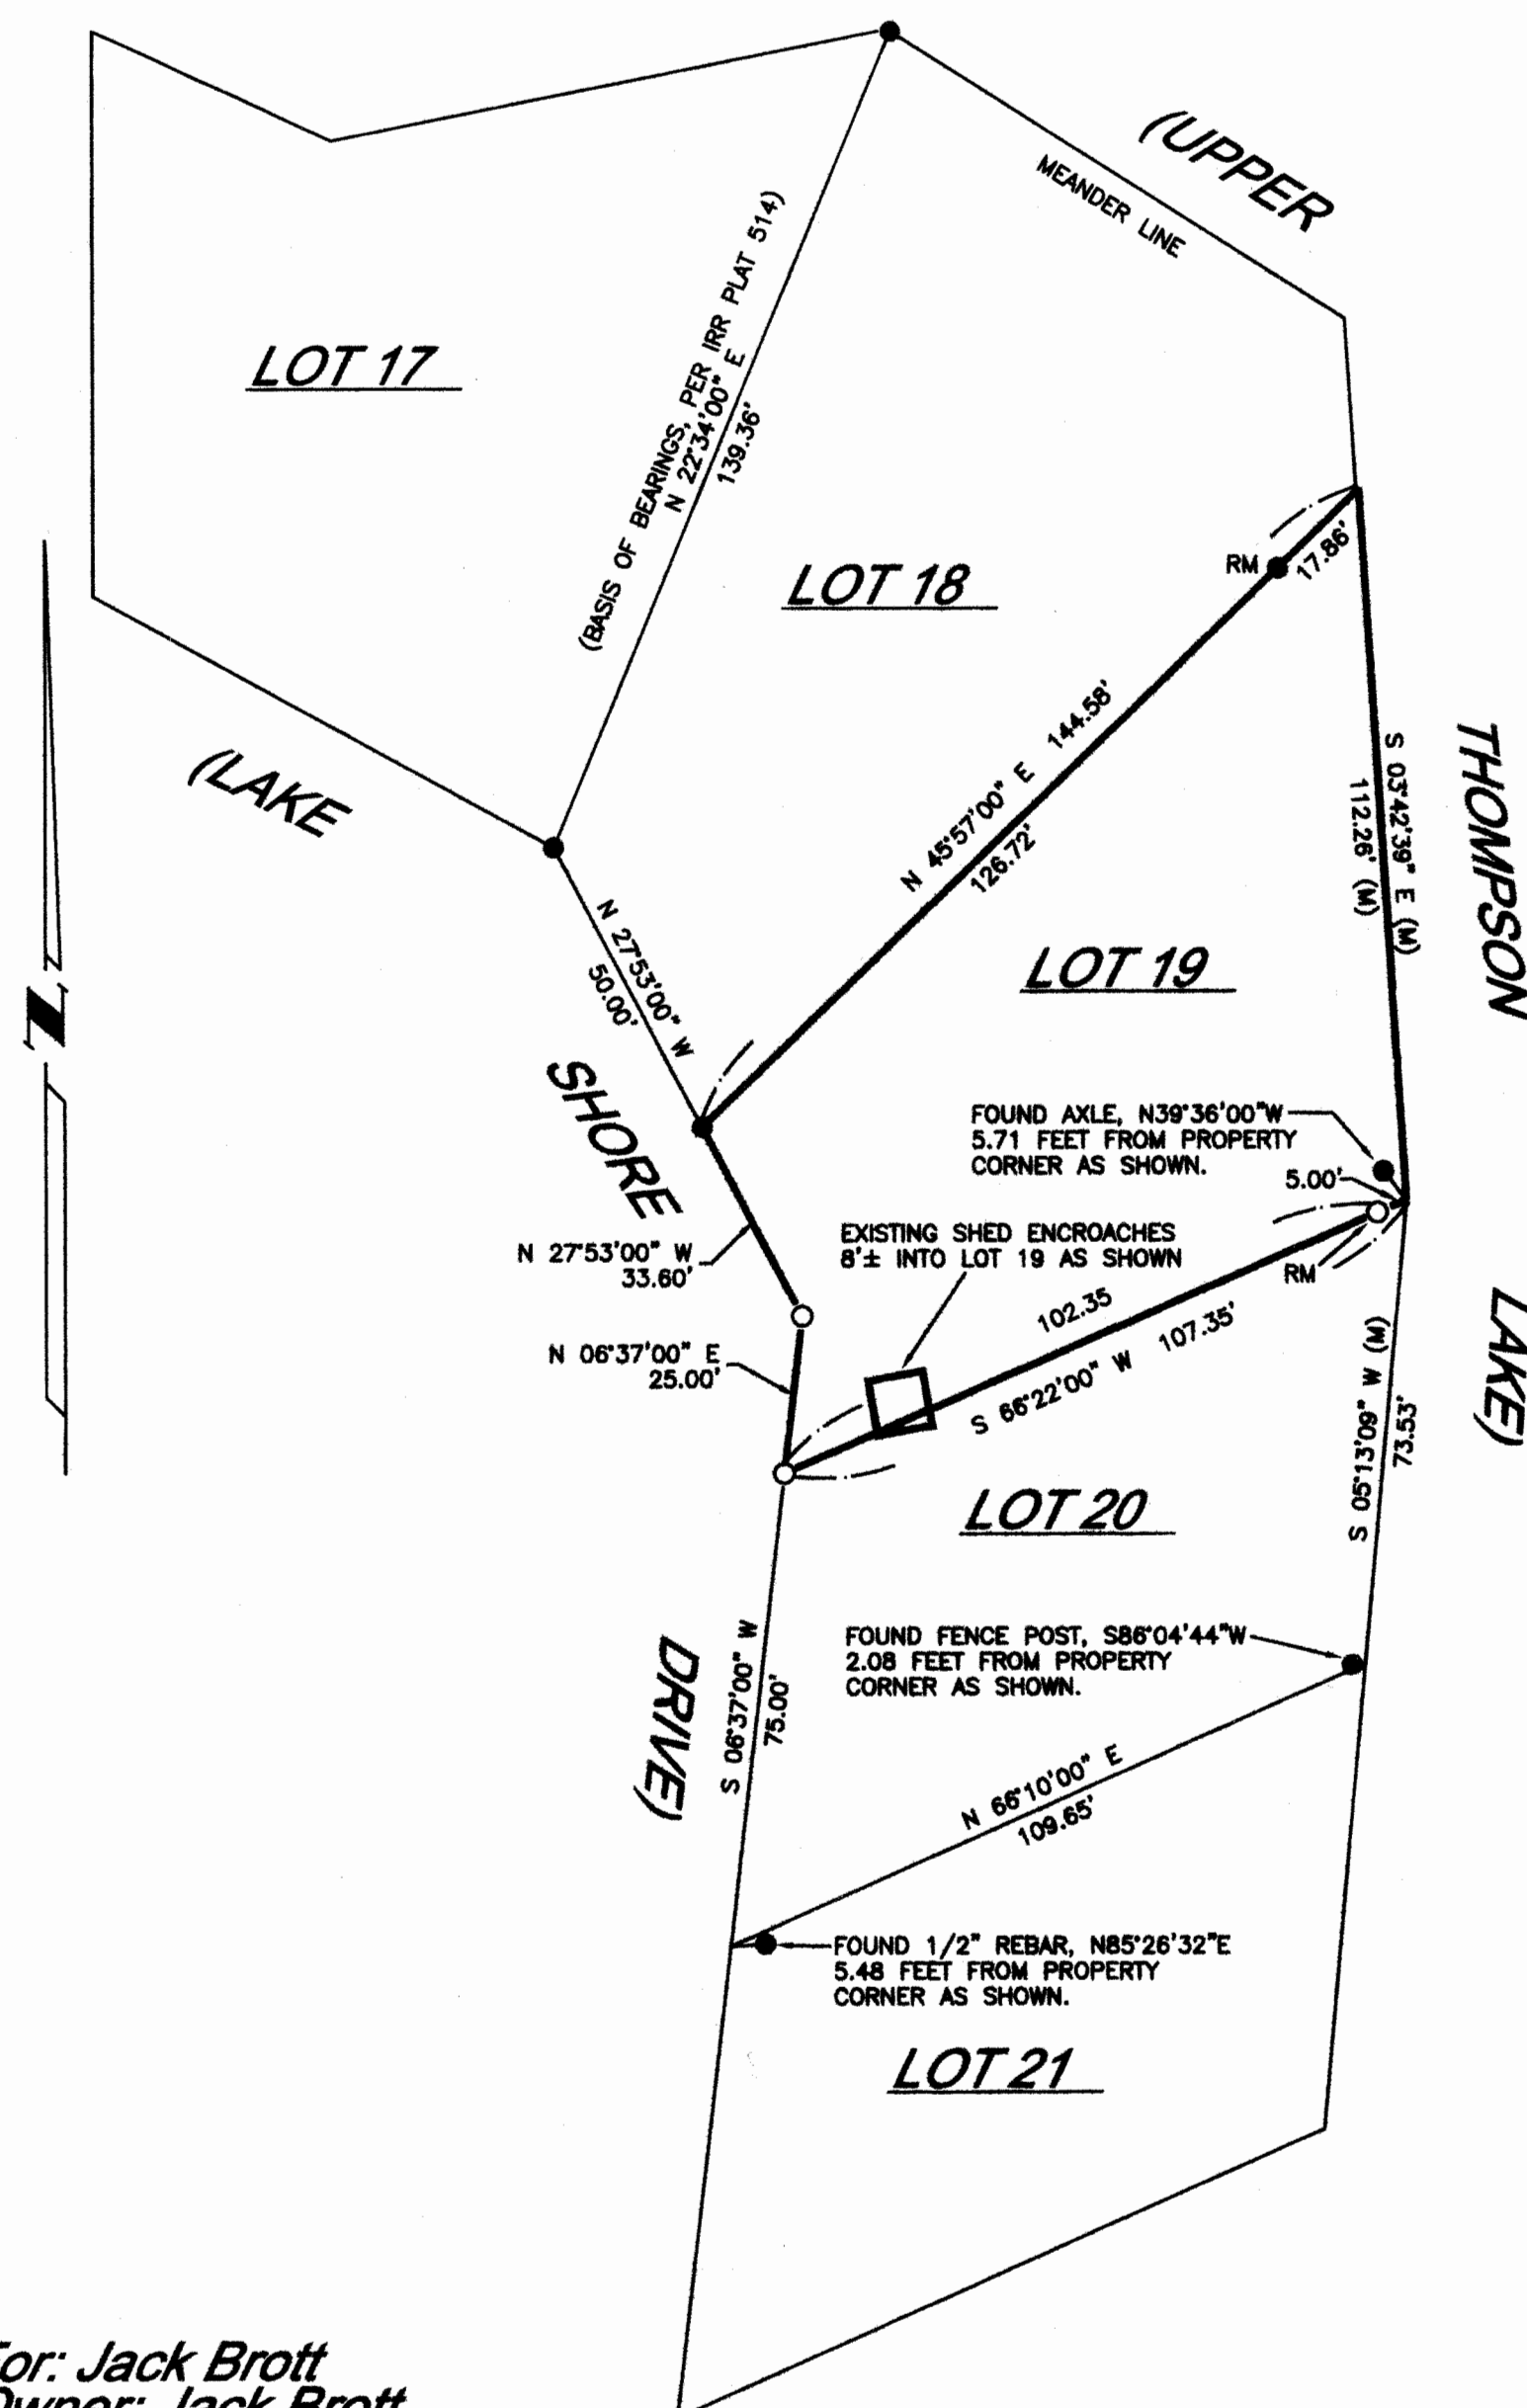 (UPPER
MEANDER LINE
(BASIS OF BEARINGS, PER IRR PLAT 514)
N 22°34'00" E
139.36'
LOT 17
LOT 18
RM
17.86'
(LAKE
N 45°57'00" E 144.58'
126.72'
S 03°42'39" E (M)
112.26' (M)
THOMPSON
N 27°53'00" W
50.00'
LOT 19
Z
SHORE
FOUND AXLE, N39°36'00"W
5.71 FEET FROM PROPERTY
CORNER AS SHOWN.
5.00'
EXISTING SHED ENCROACHES
8'± INTO LOT 19 AS SHOWN
N 27°53'00" W
33.60'
RM
102.35
S 66°22'00" W 107.35'
N 06°37'00" E
25.00'
LAKE)
S 05°13'09" W (M)
73.53'
LOT 20
DRIVE)
S 06°37'00" W
75.00'
FOUND FENCE POST, S86°04'44"W
2.08 FEET FROM PROPERTY
CORNER AS SHOWN.
N 66°10'00" E
109.65'
FOUND 1/2" REBAR, N85°26'32"E
5.48 FEET FROM PROPERTY
CORNER AS SHOWN.
LOT 21
For: Jack Brott
Owner: Jack Brott